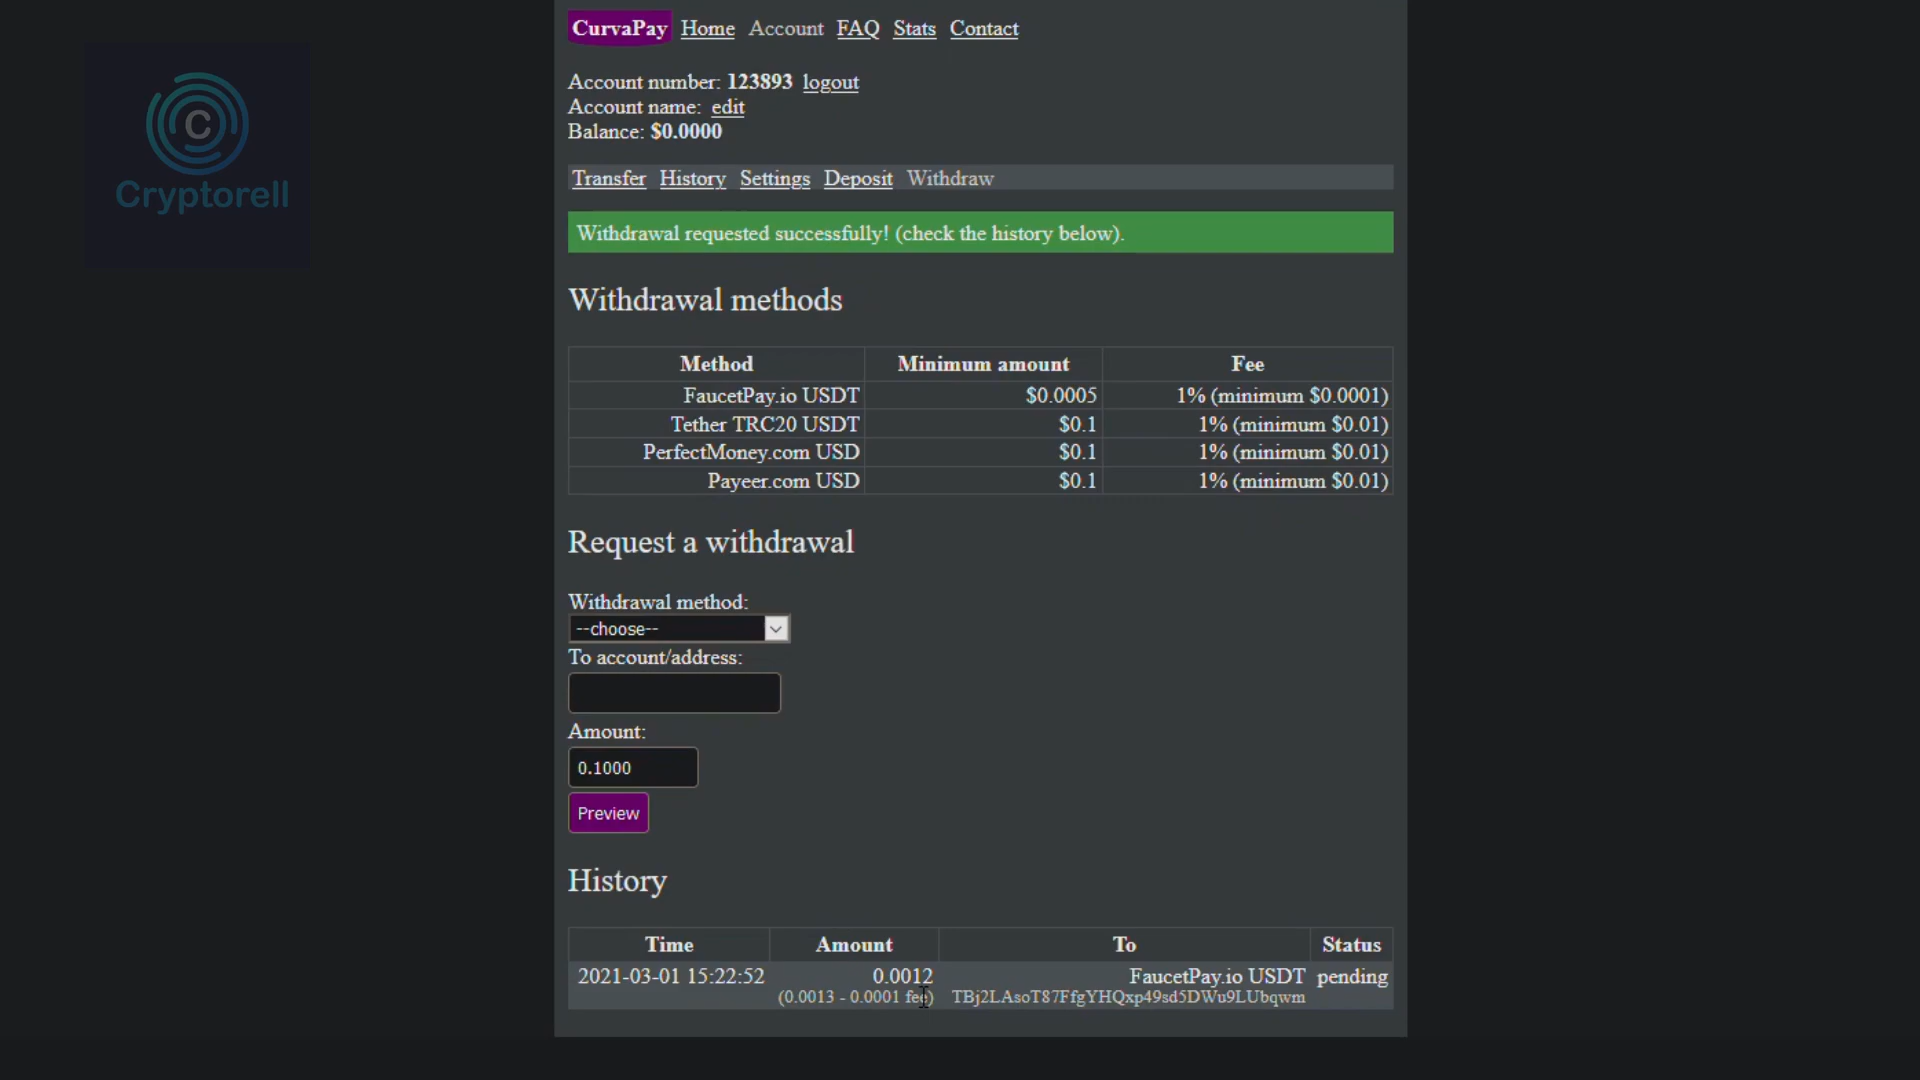 CurvaPay Home Account FAQ Stats Contact
C
Cryptorell
Account number: 123893 logout
Account name: edit
Balance: $0.0000
Transfer History Settings Deposit Withdraw
Withdrawal requested successfully! (check the history below).
Withdrawal methods
Method Minimum amount Fee
FaucetPay.io USDT $0.0005 1% (minimum $0.0001)
Tether TRC20 USDT $0.1 1% (minimum $0.01)
PerfectMoney.com USD $0.1 1% (minimum $0.01)
Payeer.com USD $0.1 1% (minimum $0.01)
Request a withdrawal
Withdrawal method:
--choose--
To account/address:
Amount:
0.1000
Preview
History
Time Amount To Status
2021-03-01 15:22:52 0.0012 FaucetPay.io USDT pending
(0.0013 - 0.0001 fee) TBj2LAsoT87FfgYHQxp49sd5DWu9LUbqwm